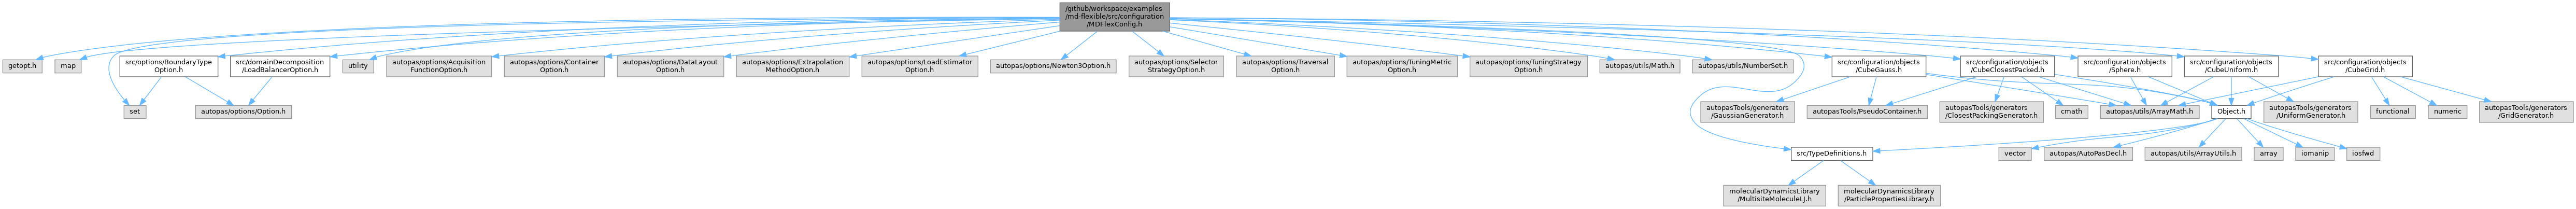 /github/workspace/examples
/md-flexible/src/configuration
/MDFlexConfig.h
getopt.h
map
src/options/BoundaryType
Option.h
src/domainDecomposition
/LoadBalancerOption.h
utility
autopas/options/Acquisition
FunctionOption.h
autopas/options/Container
Option.h
autopas/options/DataLayout
Option.h
autopas/options/Extrapolation
MethodOption.h
autopas/options/LoadEstimator
Option.h
autopas/options/Newton3Option.h
autopas/options/Selector
StrategyOption.h
autopas/options/Traversal
Option.h
autopas/options/TuningMetric
Option.h
autopas/options/TuningStrategy
Option.h
autopas/utils/Math.h
autopas/utils/NumberSet.h
src/configuration/objects
/CubeGauss.h
src/configuration/objects
/CubeClosestPacked.h
src/configuration/objects
/Sphere.h
src/configuration/objects
/CubeUniform.h
src/configuration/objects
/CubeGrid.h
set
autopas/options/Option.h
autopasTools/generators
/GaussianGenerator.h
autopasTools/PseudoContainer.h
autopasTools/generators
/ClosestPackingGenerator.h
cmath
autopas/utils/ArrayMath.h
Object.h
autopasTools/generators
/UniformGenerator.h
functional
numeric
autopasTools/generators
/GridGenerator.h
src/TypeDefinitions.h
vector
autopas/AutoPasDecl.h
autopas/utils/ArrayUtils.h
array
iomanip
iosfwd
molecularDynamicsLibrary
/MultisiteMoleculeLJ.h
molecularDynamicsLibrary
/ParticlePropertiesLibrary.h